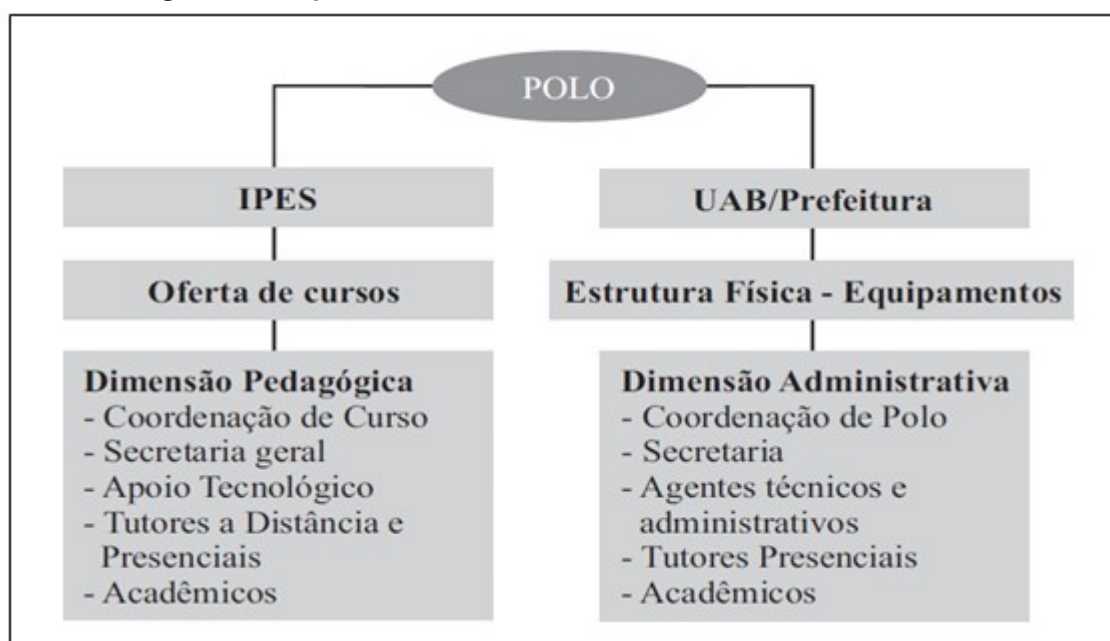 POLO
IPES
Oferta de cursos
Dimensão Pedagógica
- Coordenação de Curso
- Secretaria geral
- Apoio Tecnológico
- Tutores a Distância e
Presenciais
- Acadêmicos
UAB/Prefeitura
Estrutura Física - Equipamentos
Dimensão Administrativa
- Coordenação de Polo
- Secretaria
- Agentes técnicos e
administrativos
- Tutores Presenciais
- Acadêmicos